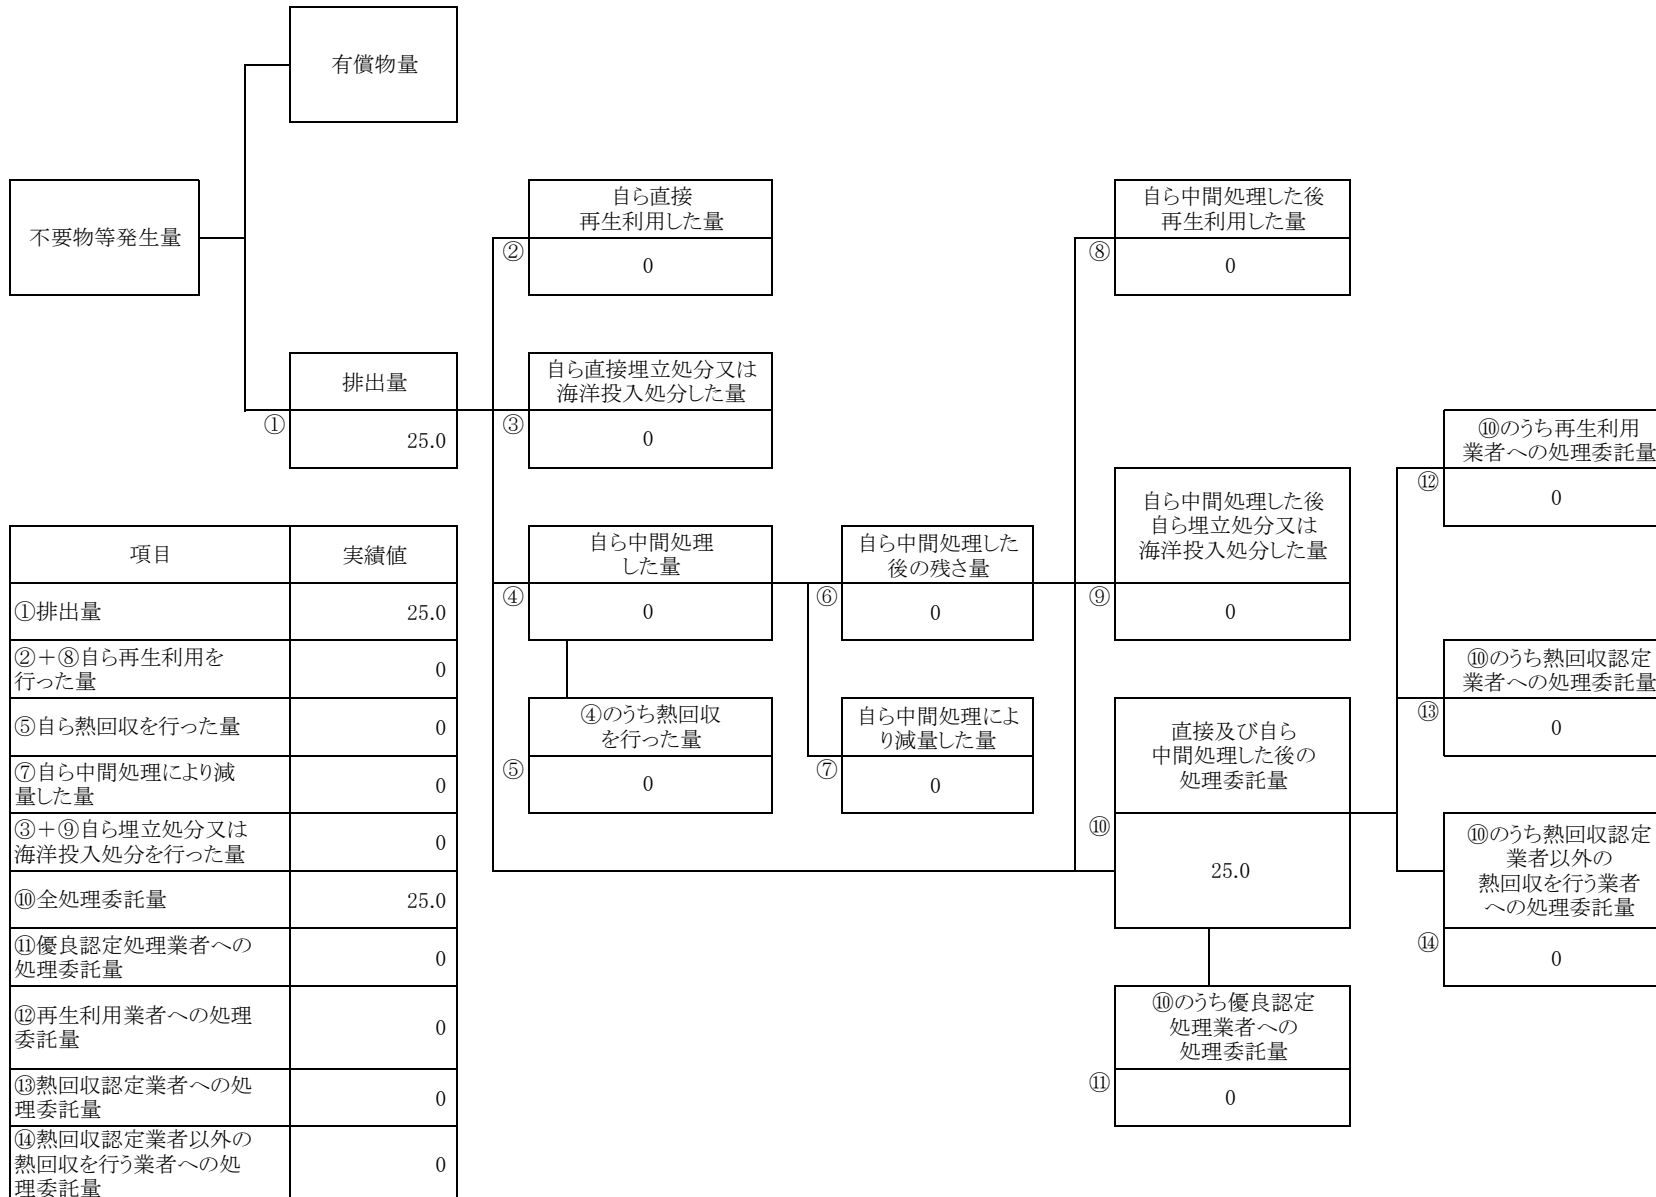 有償物量
不要物等発生量
排出量
①
25.0
自ら直接
再生利用した量
②
0
自ら直接埋立処分又は
海洋投入処分した量
③
0
自ら中間処理
した量
④
0
④のうち熱回収
を行った量
⑤
0
自ら中間処理した
後の残さ量
⑥
0
自ら中間処理によ
り減量した量
⑦
0
自ら中間処理した後
再生利用した量
⑧
0
自ら中間処理した後
自ら埋立処分又は
海洋投入処分した量
⑨
0
直接及び自ら
中間処理した後の
処理委託量
⑩
25.0
⑩のうち優良認定
処理業者への
処理委託量
⑪
0
⑩のうち再生利用
業者への処理委託量
⑫
0
⑩のうち熱回収認定
業者への処理委託量
⑬
0
⑩のうち熱回収認定
業者以外の
熱回収を行う業者
への処理委託量
⑭
0
項目 実績値
①排出量 25.0
②＋⑧自ら再生利用を
行った量 0
⑤自ら熱回収を行った量 0
⑦自ら中間処理により減
量した量 0
③＋⑨自ら埋立処分又は
海洋投入処分を行った量 0
⑩全処理委託量 25.0
⑪優良認定処理業者への
処理委託量 0
⑫再生利用業者への処理
委託量 0
⑬熱回収認定業者への処
理委託量 0
⑭熱回収認定業者以外の
熱回収を行う業者への処
理委託量 0